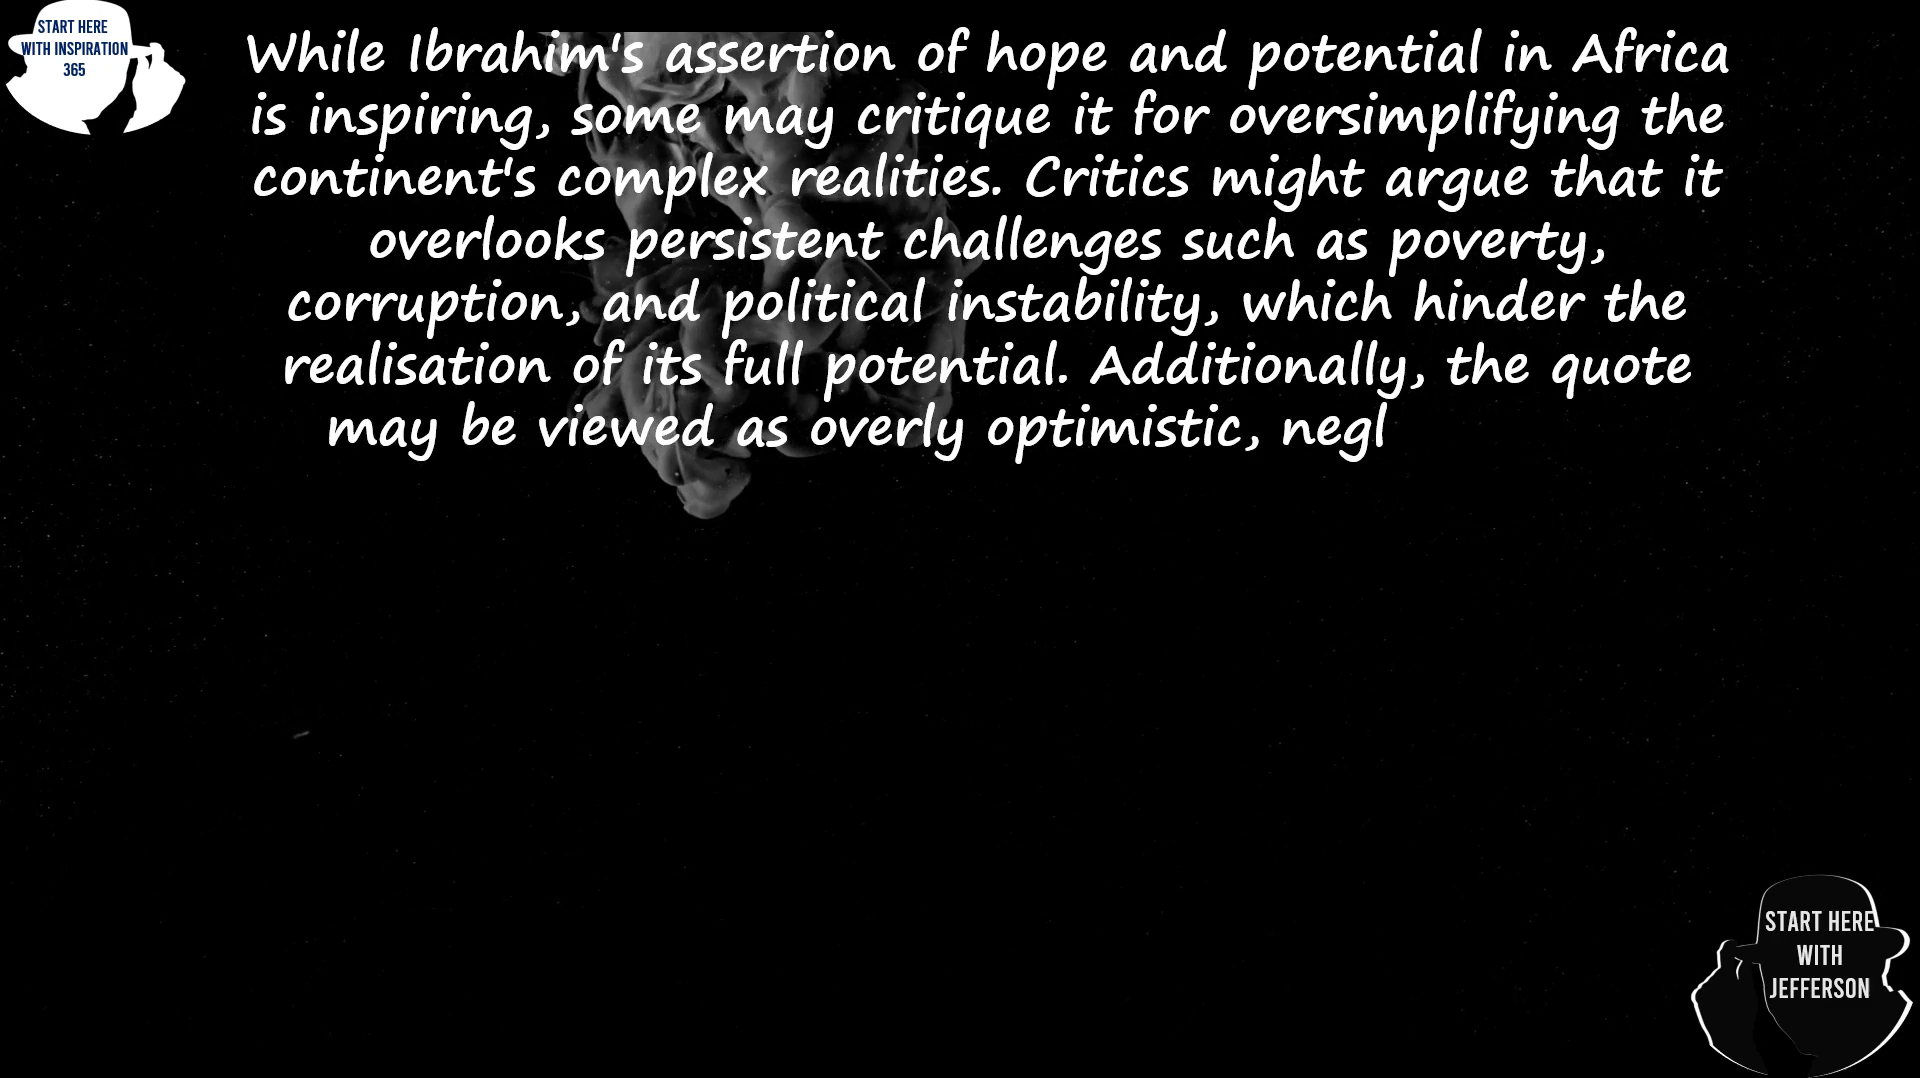 START HERE
WITH INSPIRATION
365
While Ibrahim's assertion of hope and potential in Africa
is inspiring, some may critique it for oversimplifying the
continent's complex realities. Critics might argue that it
overlooks persistent challenges such as poverty,
corruption, and political instability, which hinder the
realisation of its full potential. Additionally, the quote
may be viewed as overly optimistic, negl
START HERE
WITH
JEFFERSON